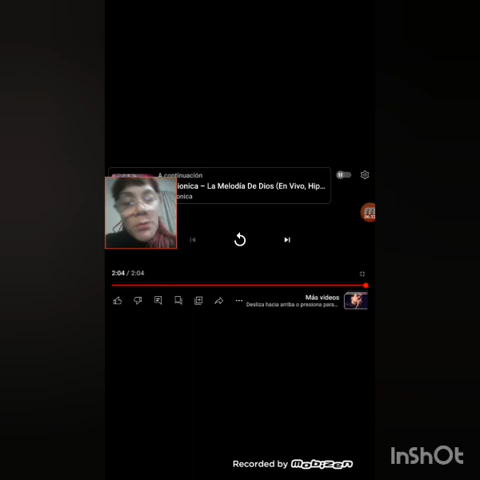 A continuación
ionica – La Melodía De Dios (En Vivo, Hip...
onica
2:04 / 2:04
Más videos
Desliza hacia arriba o presiona para...
Recorded by mobizen
InShOt